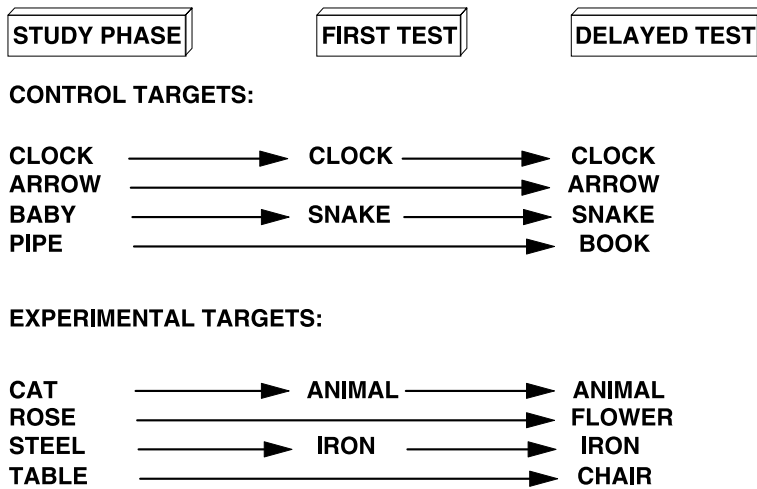 STUDY PHASE FIRST TEST DELAYED TEST
CONTROL TARGETS:
CLOCK CLOCK CLOCK
ARROW ARROW
BABY SNAKE SNAKE
PIPE BOOK
EXPERIMENTAL TARGETS:
CAT ANIMAL ANIMAL
ROSE FLOWER
STEEL IRON IRON
TABLE CHAIR